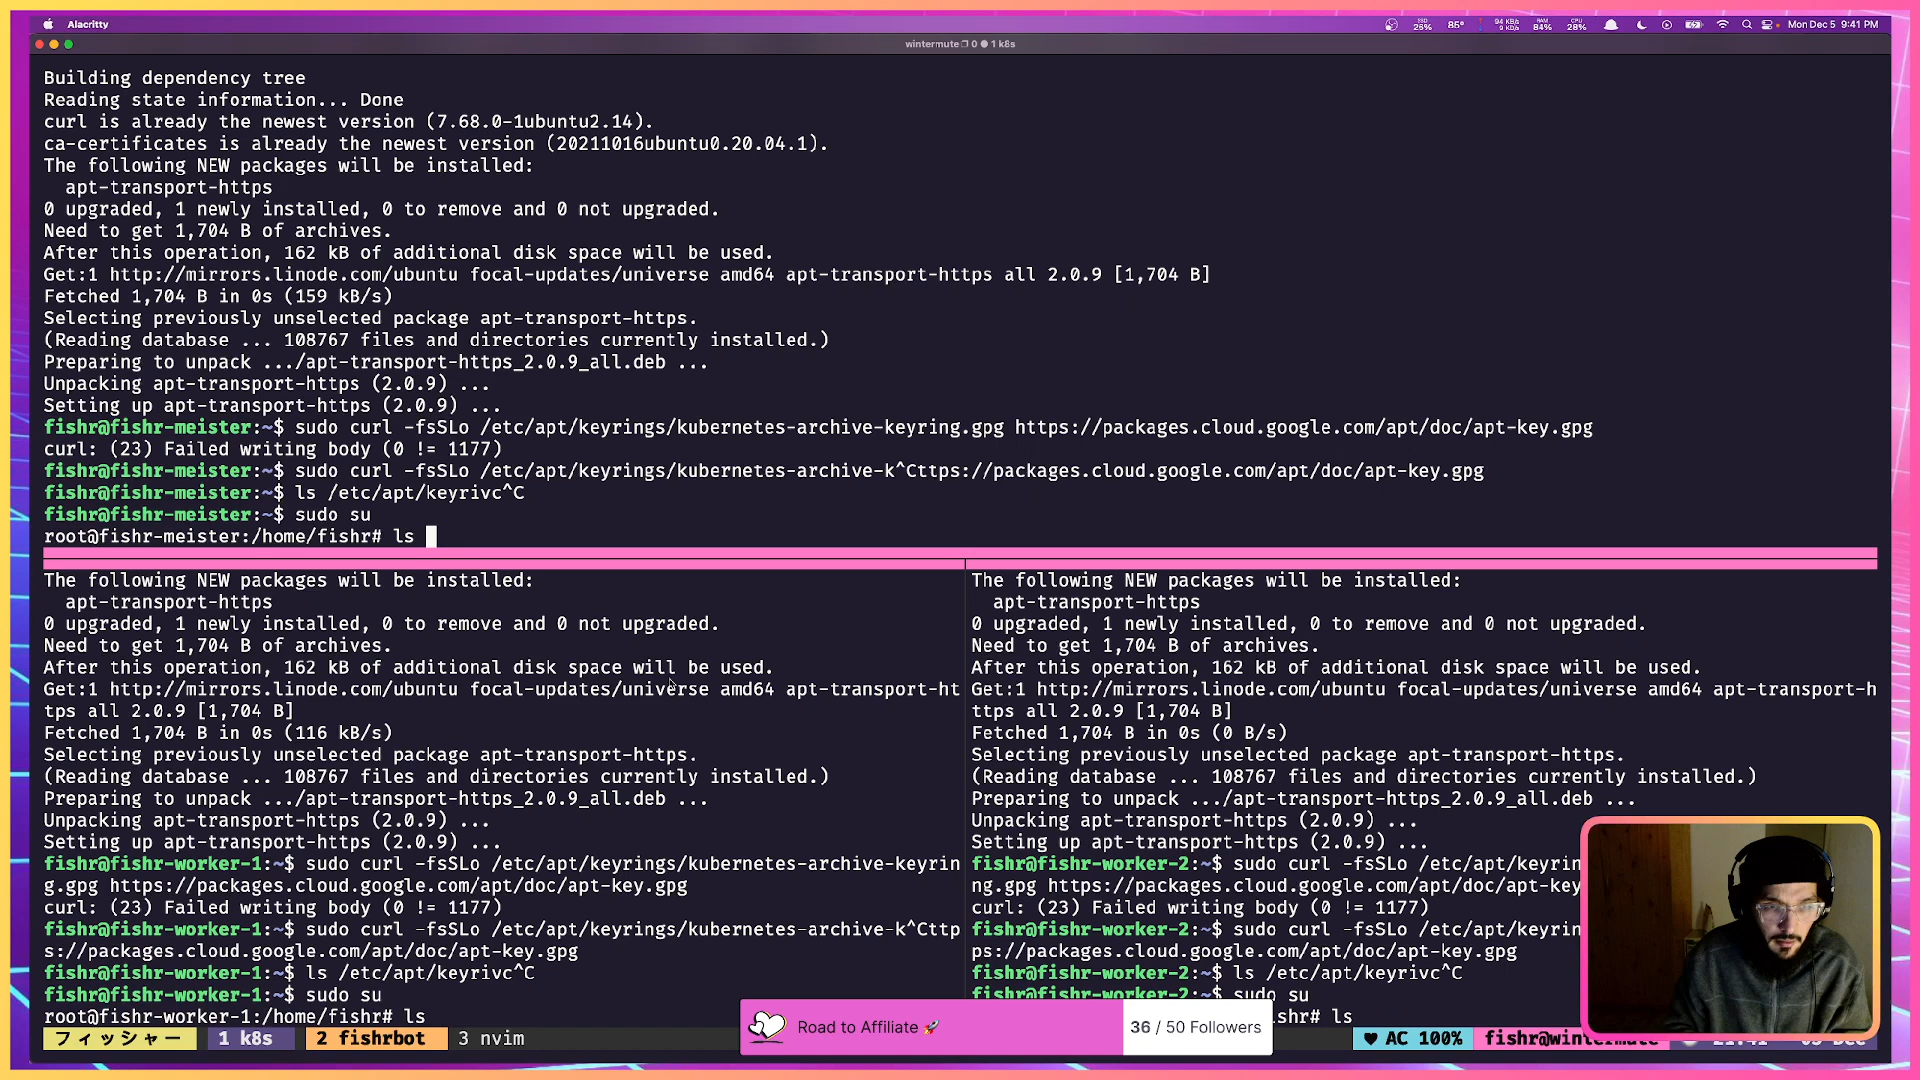 Alacritty
SSD 26% 85° 94 KB/s 9 KB/s RAM 84% CPU 28% Mon Dec 5 9:41 PM
wintermute 0 ● 1 k8s
Building dependency tree
Reading state information... Done
curl is already the newest version (7.68.0-1ubuntu2.14).
ca-certificates is already the newest version (20211016ubuntu0.20.04.1).
The following NEW packages will be installed:
apt-transport-https
0 upgraded, 1 newly installed, 0 to remove and 0 not upgraded.
Need to get 1,704 B of archives.
After this operation, 162 kB of additional disk space will be used.
Get:1 http://mirrors.linode.com/ubuntu focal-updates/universe amd64 apt-transport-https all 2.0.9 [1,704 B]
Fetched 1,704 B in 0s (159 kB/s)
Selecting previously unselected package apt-transport-https.
(Reading database ... 108767 files and directories currently installed.)
Preparing to unpack .../apt-transport-https_2.0.9_all.deb ...
Unpacking apt-transport-https (2.0.9) ...
Setting up apt-transport-https (2.0.9) ...
fishr@fishr-meister:~$ sudo curl -fsSLo /etc/apt/keyrings/kubernetes-archive-keyring.gpg https://packages.cloud.google.com/apt/doc/apt-key.gpg
curl: (23) Failed writing body (0 != 1177)
fishr@fishr-meister:~$ sudo curl -fsSLo /etc/apt/keyrings/kubernetes-archive-k^Cttps://packages.cloud.google.com/apt/doc/apt-key.gpg
fishr@fishr-meister:~$ ls /etc/apt/keyrivc^C
fishr@fishr-meister:~$ sudo su
root@fishr-meister:/home/fishr# ls
The following NEW packages will be installed:
apt-transport-https
0 upgraded, 1 newly installed, 0 to remove and 0 not upgraded.
Need to get 1,704 B of archives.
After this operation, 162 kB of additional disk space will be used.
Get:1 http://mirrors.linode.com/ubuntu focal-updates/universe amd64 apt-transport-ht
tps all 2.0.9 [1,704 B]
Fetched 1,704 B in 0s (116 kB/s)
Selecting previously unselected package apt-transport-https.
(Reading database ... 108767 files and directories currently installed.)
Preparing to unpack .../apt-transport-https_2.0.9_all.deb ...
Unpacking apt-transport-https (2.0.9) ...
Setting up apt-transport-https (2.0.9) ...
fishr@fishr-worker-1:~$ sudo curl -fsSLo /etc/apt/keyrings/kubernetes-archive-keyrin
g.gpg https://packages.cloud.google.com/apt/doc/apt-key.gpg
curl: (23) Failed writing body (0 != 1177)
fishr@fishr-worker-1:~$ sudo curl -fsSLo /etc/apt/keyrings/kubernetes-archive-k^Cttp
s://packages.cloud.google.com/apt/doc/apt-key.gpg
fishr@fishr-worker-1:~$ ls /etc/apt/keyrivc^C
fishr@fishr-worker-1:~$ sudo su
root@fishr-worker-1:/home/fishr# ls
The following NEW packages will be installed:
apt-transport-https
0 upgraded, 1 newly installed, 0 to remove and 0 not upgraded.
Need to get 1,704 B of archives.
After this operation, 162 kB of additional disk space will be used.
Get:1 http://mirrors.linode.com/ubuntu focal-updates/universe amd64 apt-transport-h
ttps all 2.0.9 [1,704 B]
Fetched 1,704 B in 0s (0 B/s)
Selecting previously unselected package apt-transport-https.
(Reading database ... 108767 files and directories currently installed.)
Preparing to unpack .../apt-transport-https_2.0.9_all.deb ...
Unpacking apt-transport-https (2.0.9) ...
Setting up apt-transport-https (2.0.9) ...
fishr@fishr-worker-2:~$ sudo curl -fsSLo /etc/apt/keyrin
ng.gpg https://packages.cloud.google.com/apt/doc/apt-key
curl: (23) Failed writing body (0 != 1177)
fishr@fishr-worker-2:~$ sudo curl -fsSLo /etc/apt/keyrin
ps://packages.cloud.google.com/apt/doc/apt-key.gpg
fishr@fishr-worker-2:~$ ls /etc/apt/keyrivc^C
fishr@fishr-worker-2:~$ sudo su
shr# ls
Road to Affiliate 🚀 36 / 50 Followers
フィッシャー 1 k8s 2 fishrbot 3 nvim ♥ AC 100% fishr@wintermute 21:41